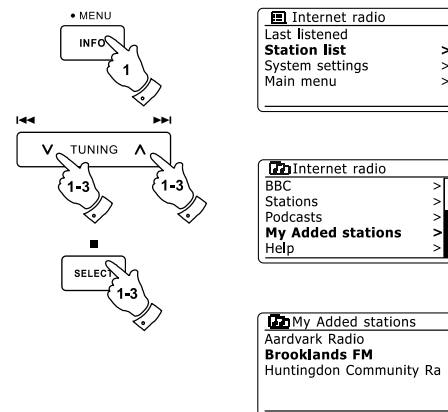 • MENU
INFO
1
TUNING
1-3
1-3
SELECT
1-3
Internet radio
Last listened
Station list >
System settings >
Main menu >
Internet radio
BBC >
Stations >
Podcasts >
My Added stations >
Help >
My Added stations
Aardvark Radio
Brooklands FM
Huntingdon Community Ra